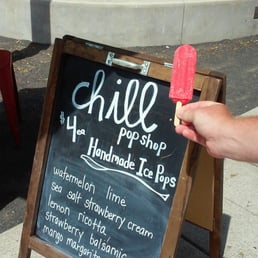 chill
pop shop
$4 ea
Handmade Ice Pops
watermelon lime
sea salt strawberry cream
lemon ricotta
strawberry balsamic
mango margarita